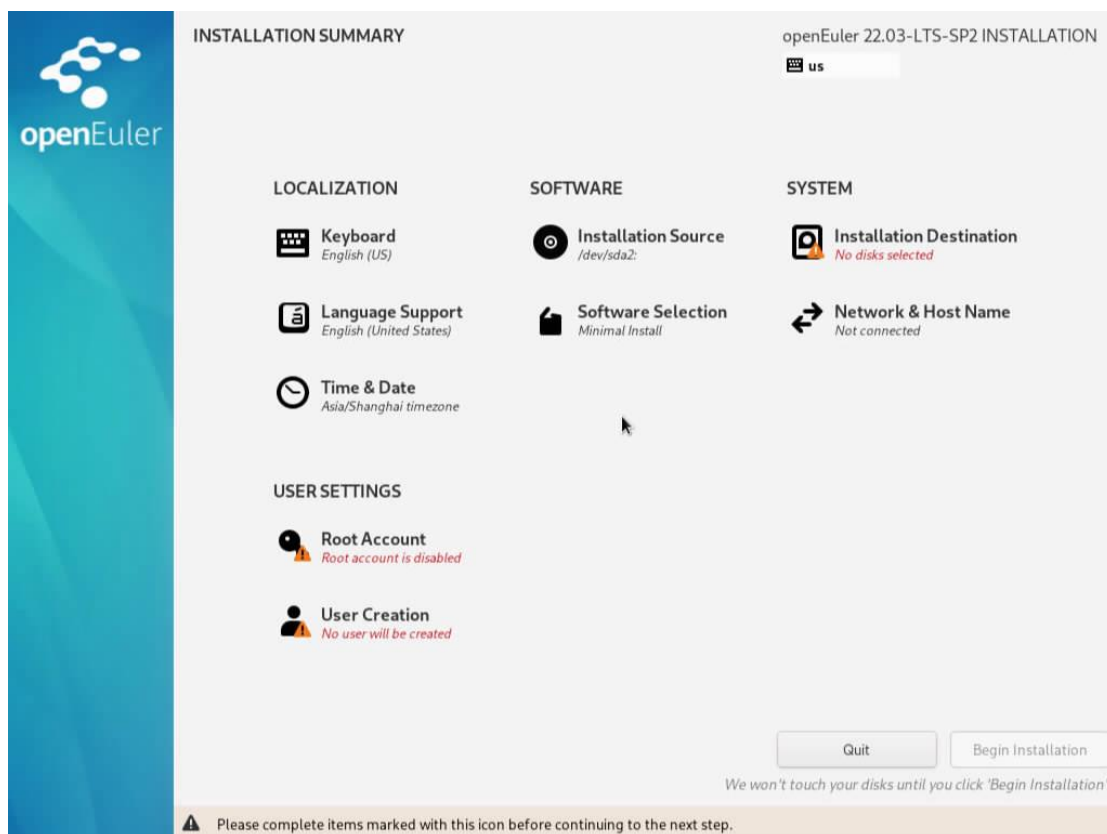 openEuler
INSTALLATION SUMMARY
openEuler 22.03-LTS-SP2 INSTALLATION
us
LOCALIZATION
Keyboard
English (US)
Language Support
English (United States)
Time & Date
Asia/Shanghai timezone
SOFTWARE
Installation Source
/dev/sda2:
Software Selection
Minimal Install
SYSTEM
Installation Destination
No disks selected
Network & Host Name
Not connected
USER SETTINGS
Root Account
Root account is disabled
User Creation
No user will be created
Quit
Begin Installation
We won't touch your disks until you click 'Begin Installation'
Please complete items marked with this icon before continuing to the next step.